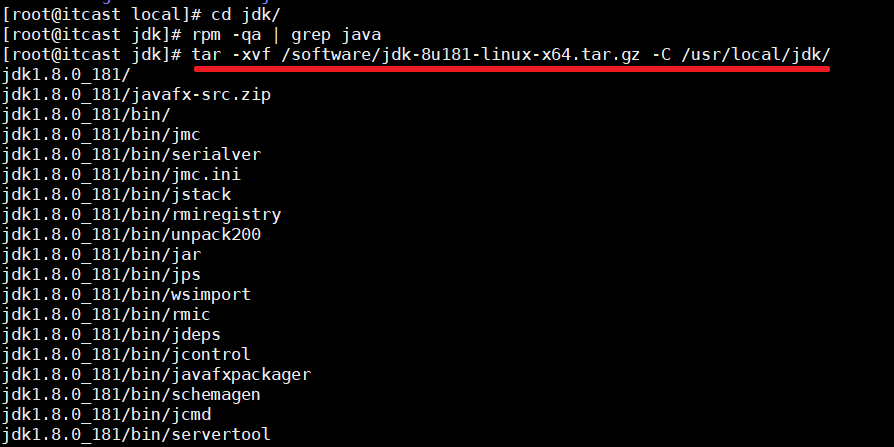 [root@itcast local]# cd jdk/
[root@itcast jdk]# rpm -qa | grep java
[root@itcast jdk]# tar -xvf /software/jdk-8u181-linux-x64.tar.gz -C /usr/local/jdk/
jdk1.8.0_181/
jdk1.8.0_181/javafx-src.zip
jdk1.8.0_181/bin/
jdk1.8.0_181/bin/jmc
jdk1.8.0_181/bin/serialver
jdk1.8.0_181/bin/jmc.ini
jdk1.8.0_181/bin/jstack
jdk1.8.0_181/bin/rmiregistry
jdk1.8.0_181/bin/unpack200
jdk1.8.0_181/bin/jar
jdk1.8.0_181/bin/jps
jdk1.8.0_181/bin/wsimport
jdk1.8.0_181/bin/rmic
jdk1.8.0_181/bin/jdeps
jdk1.8.0_181/bin/jcontrol
jdk1.8.0_181/bin/javafxpackager
jdk1.8.0_181/bin/schemagen
jdk1.8.0_181/bin/jcmd
jdk1.8.0_181/bin/servertool